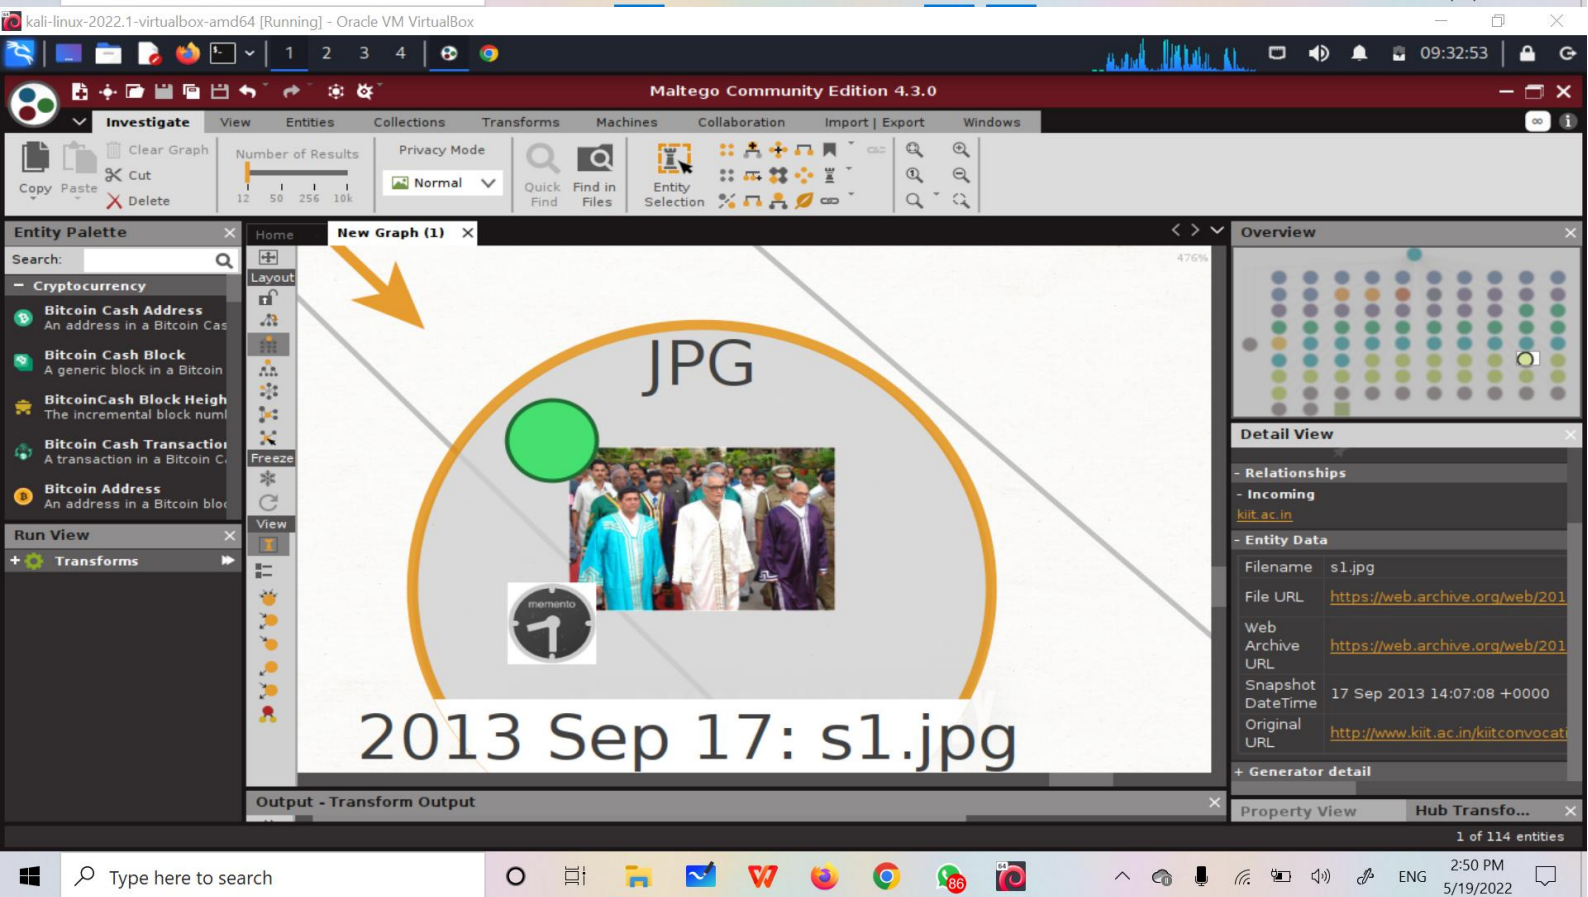 kali-linux-2022.1-virtualbox-amd64 [Running] - Oracle VM VirtualBox
1 2 3 4
09:32:53
Maltego Community Edition 4.3.0
Investigate View Entities Collections Transforms Machines Collaboration Import | Export Windows
Copy Paste
Clear Graph
Cut
Delete
Number of Results
12 50 256 10k
Privacy Mode
Normal
Quick Find
Find in Files
Entity Selection
Entity Palette
Search:
Cryptocurrency
Bitcoin Cash Address
An address in a Bitcoin Cas
Bitcoin Cash Block
A generic block in a Bitcoin
BitcoinCash Block Heigh
The incremental block numl
Bitcoin Cash Transaction
A transaction in a Bitcoin C
Bitcoin Address
An address in a Bitcoin bloc
Run View
+ Transforms
Home New Graph (1)
Layout
Freeze
View
476%
JPG
memento
2013 Sep 17: s1.jpg
Output - Transform Output
Overview
Detail View
- Relationships
- Incoming
kiit.ac.in
- Entity Data
Filename s1.jpg
File URL https://web.archive.org/web/201
Web Archive URL https://web.archive.org/web/201
Snapshot DateTime 17 Sep 2013 14:07:08 +0000
Original URL http://www.kiit.ac.in/kiitconvocati
+ Generator detail
Property View Hub Transfo...
1 of 114 entities
Type here to search
86
64
ENG
2:50 PM
5/19/2022